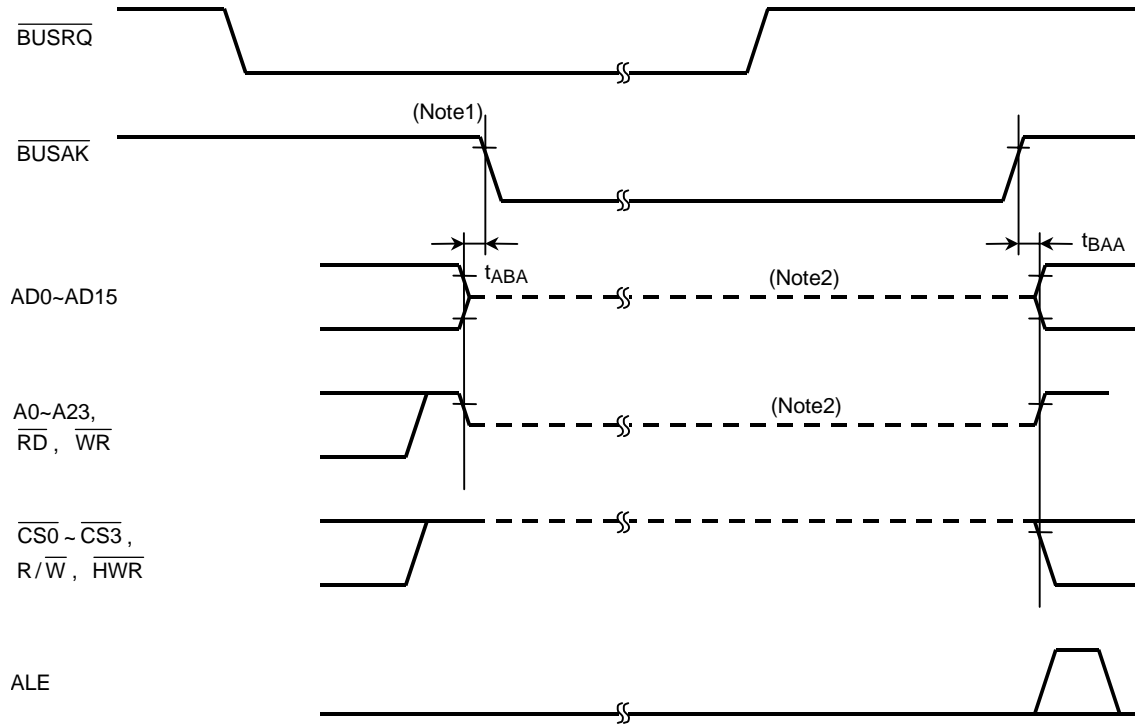 BUSRQ
(Note1)
BUSAK
tBAA
tABA
(Note2)
AD0~AD15
A0~A23,
(Note2)
RD , WR
CS0 ~ CS3 ,
R / W , HWR
ALE